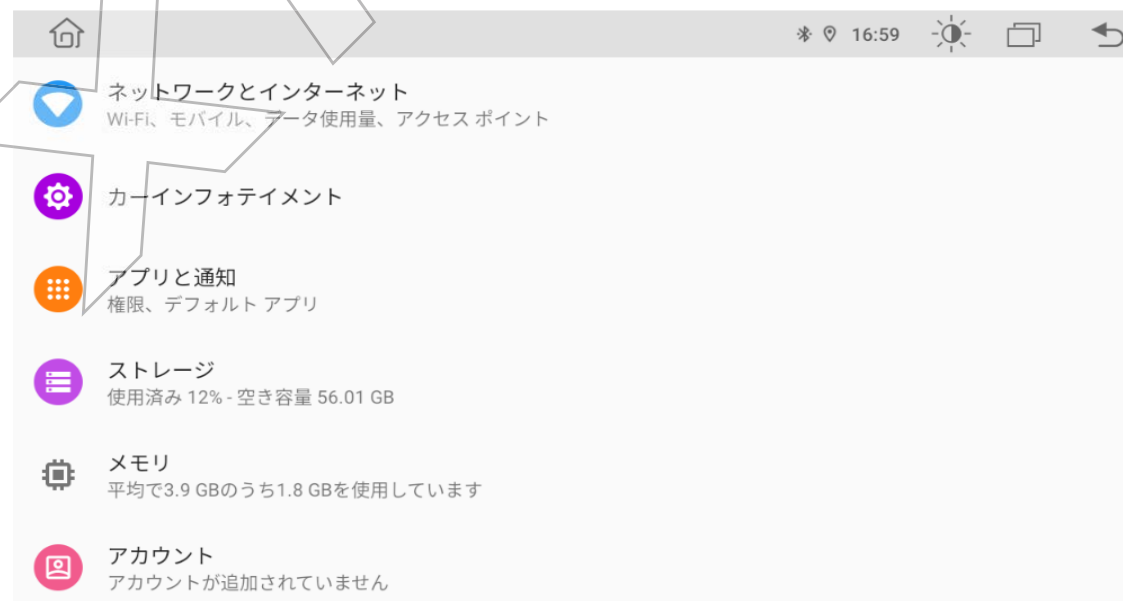 16:59
ネットワークとインターネット
Wi-Fi、モバイル、データ使用量、アクセス ポイント
カーインフォテイメント
アプリと通知
権限、デフォルト アプリ
ストレージ
使用済み 12% - 空き容量 56.01 GB
メモリ
平均で3.9 GBのうち1.8 GBを使用しています
アカウント
アカウントが追加されていません